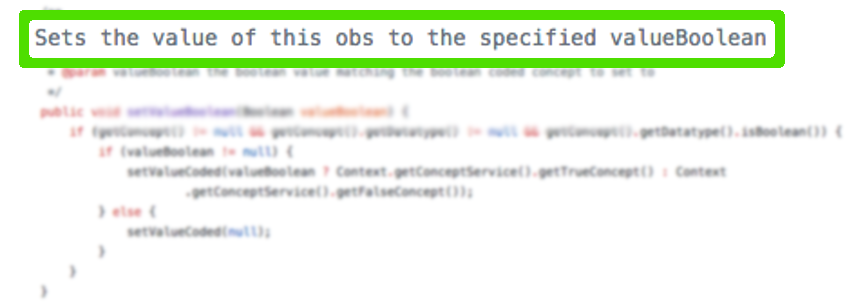 Sets the value of this obs to the specified valueBoolean
* @param valueBoolean the boolean value matching the boolean coded concept to set to
*/
public void setValueBoolean(Boolean valueBoolean) {
if (getConcept() != null && getConcept().getDatatype() != null && getConcept().getDatatype().isBoolean()) {
if (valueBoolean != null) {
setValueCoded(valueBoolean ? Context.getConceptService().getTrueConcept() : Context
.getConceptService().getFalseConcept());
} else {
setValueCoded(null);
}
}
}